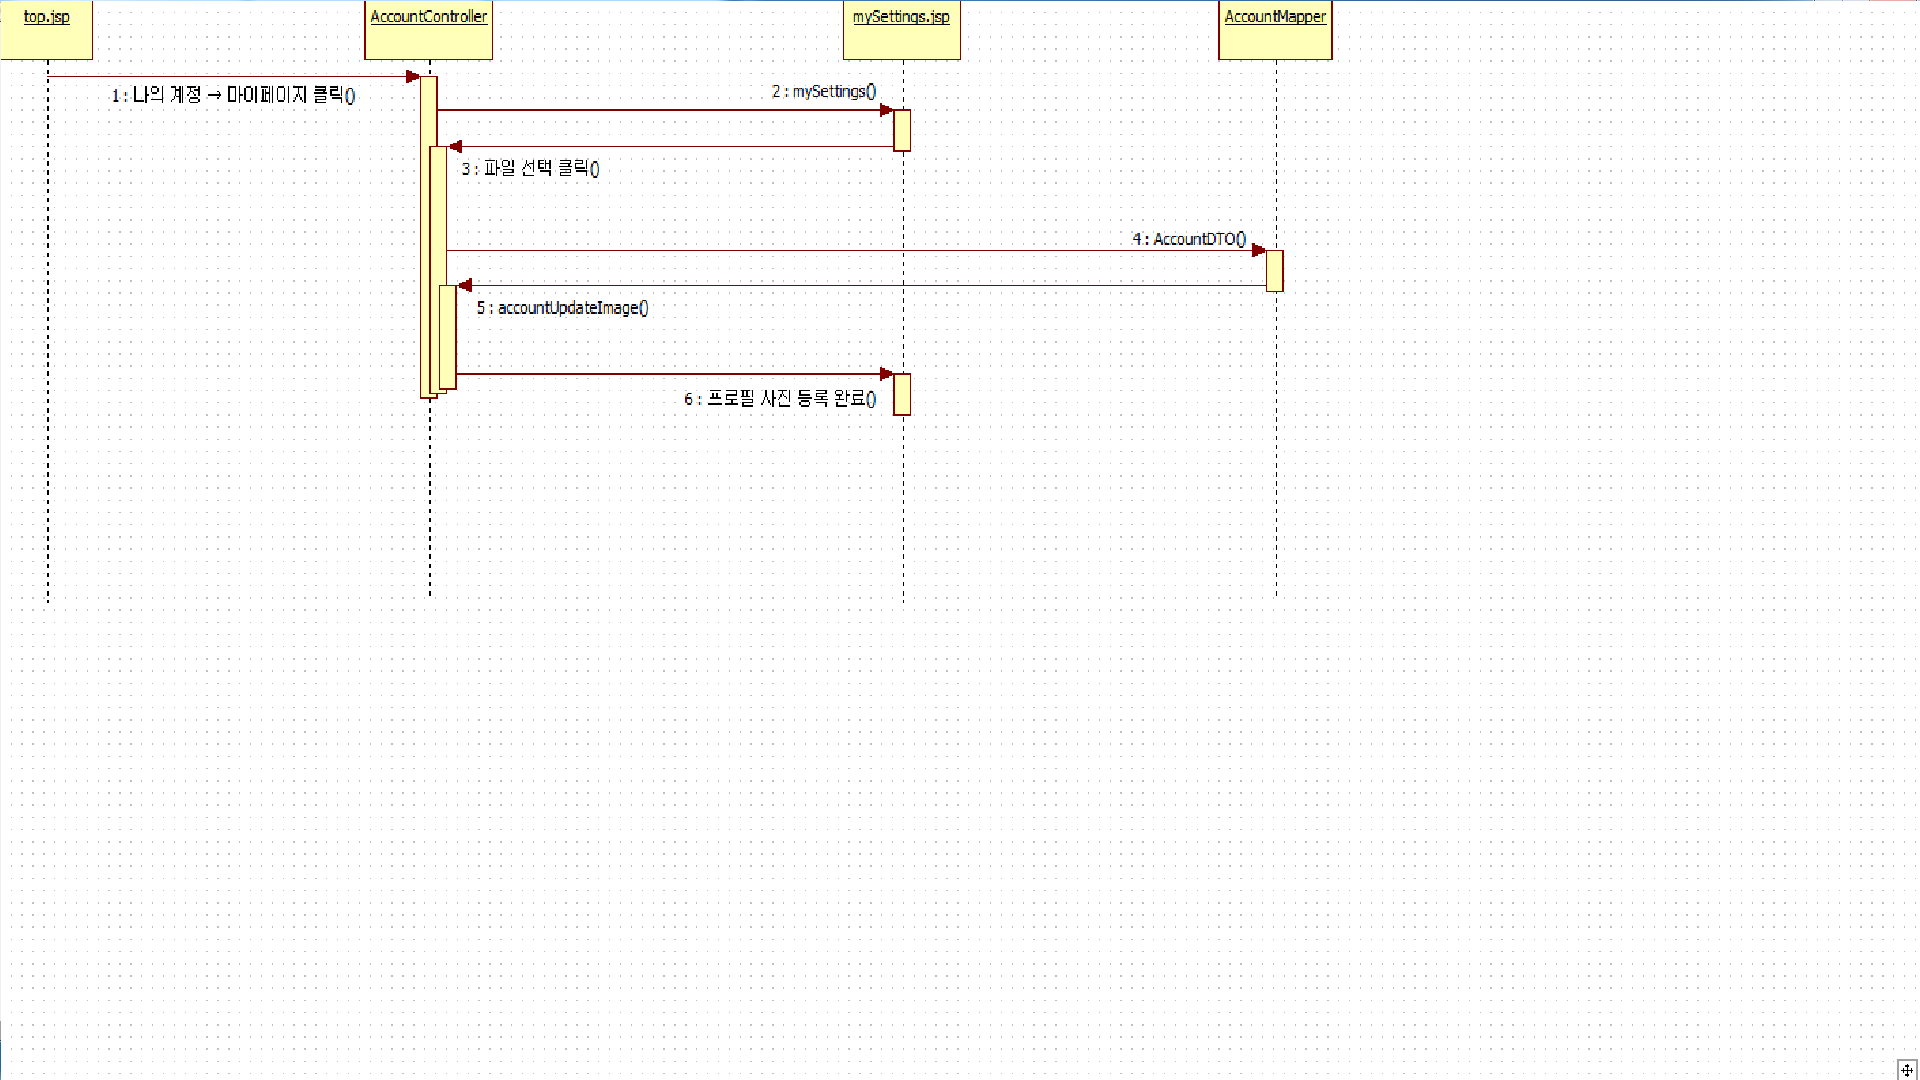 top.jsp
AccountController
mySettings.jsp
AccountMapper
1 : 나의 계정 → 마이페이지 클릭()
2 : mySettings()
3 : 파일 선택 클릭()
4 : AccountDTO()
5 : accountUpdateImage()
6 : 프로필 사진 등록 완료()